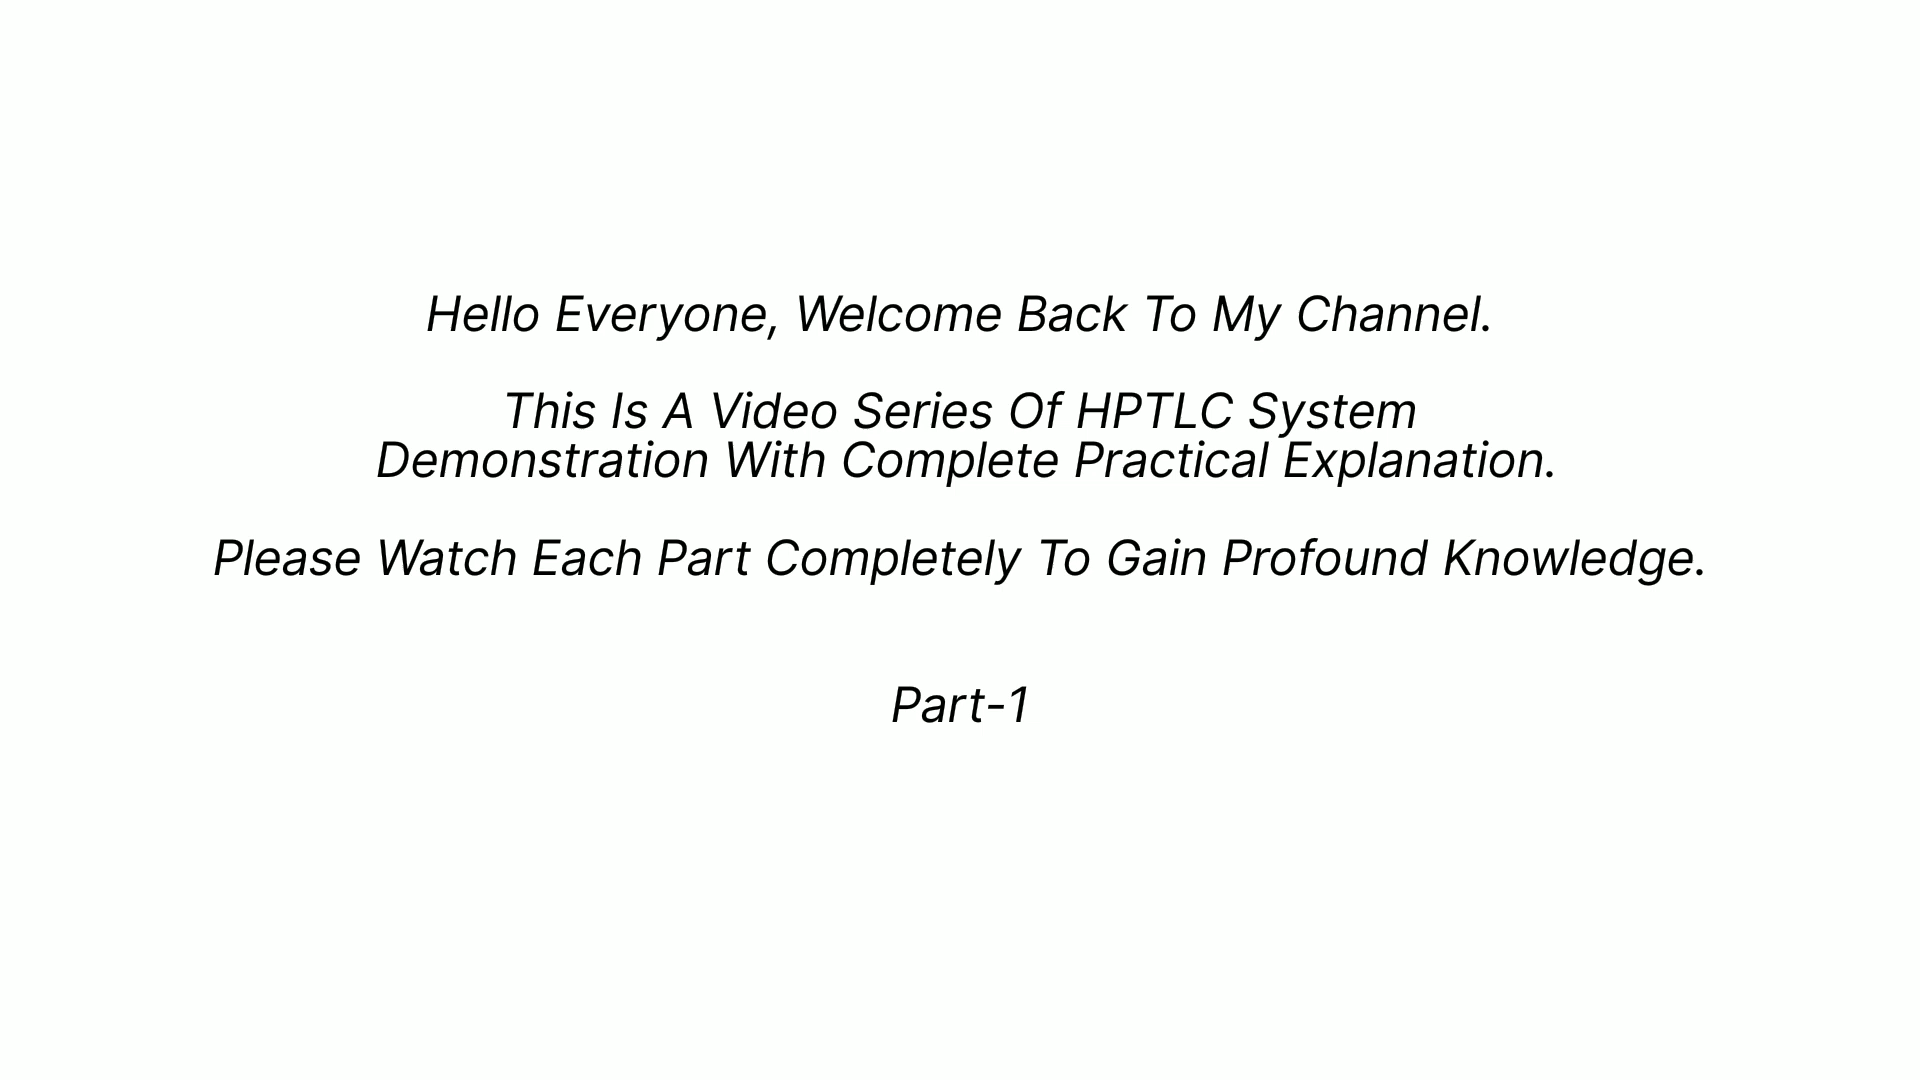 Hello Everyone, Welcome Back To My Channel.
This Is A Video Series Of HPTLC System
Demonstration With Complete Practical Explanation.
Please Watch Each Part Completely To Gain Profound Knowledge.
Part-1